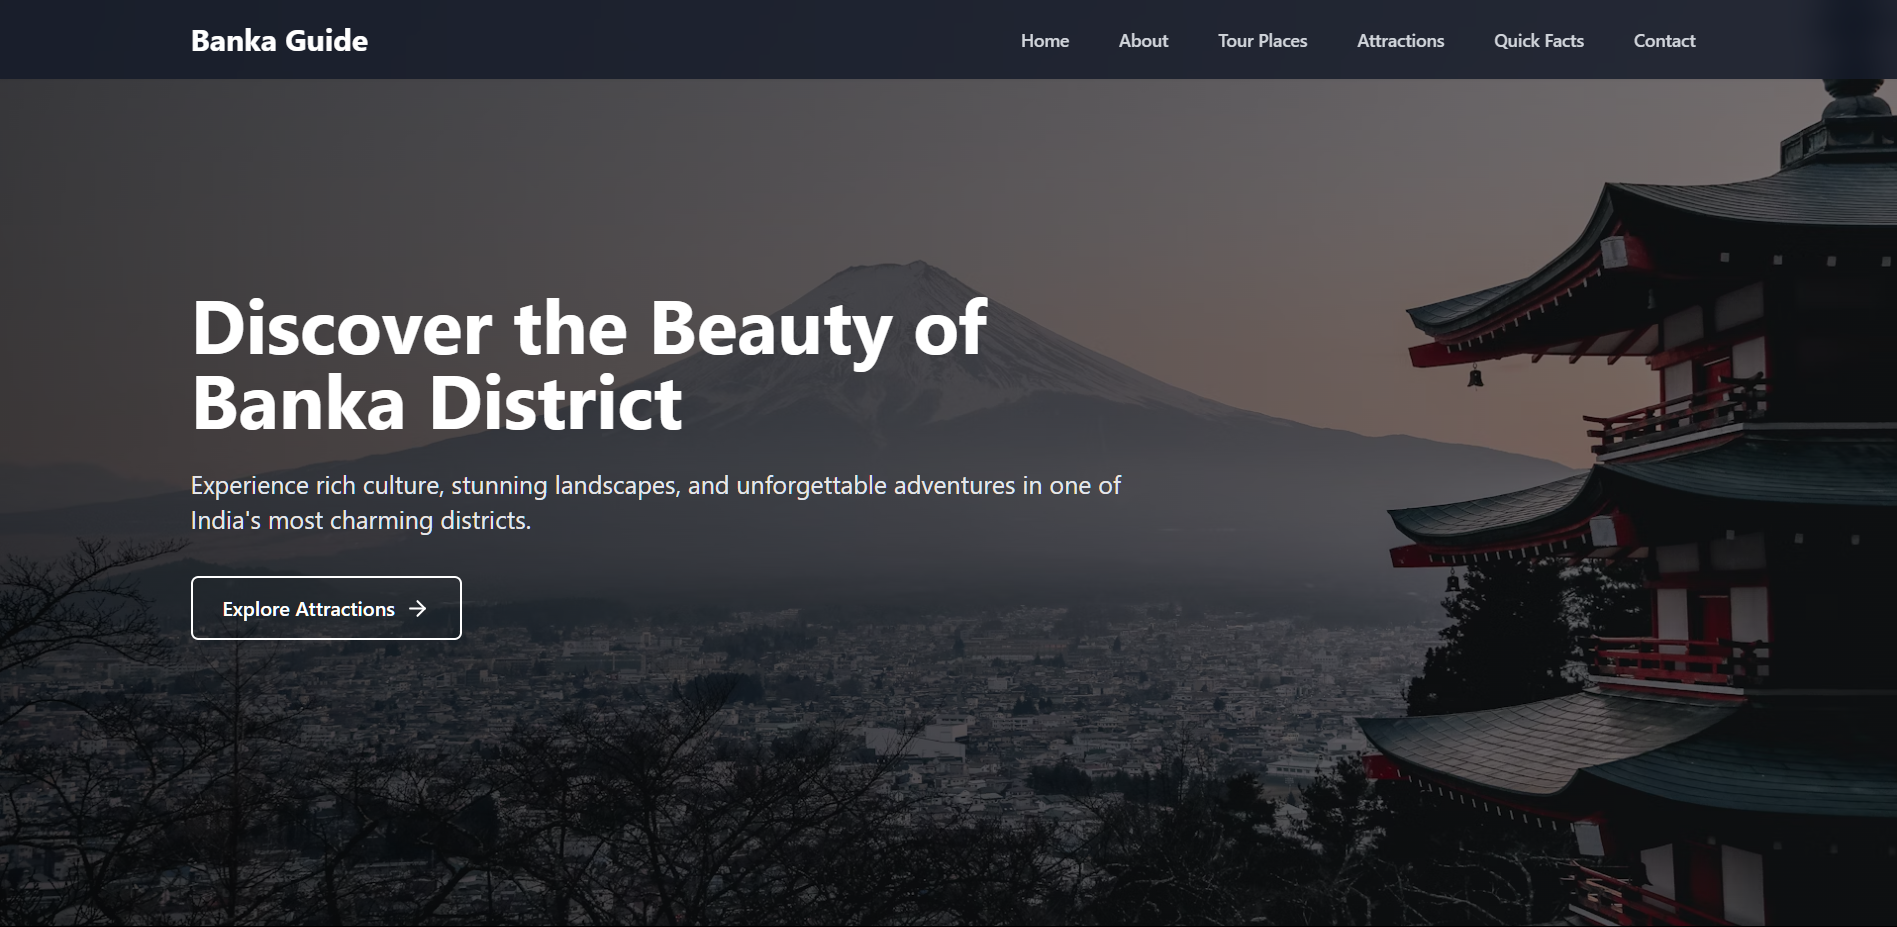 Banka Guide
Home About Tour Places Attractions Quick Facts Contact
Discover the Beauty of
Banka District
Experience rich culture, stunning landscapes, and unforgettable adventures in one of
India's most charming districts.
Explore Attractions →